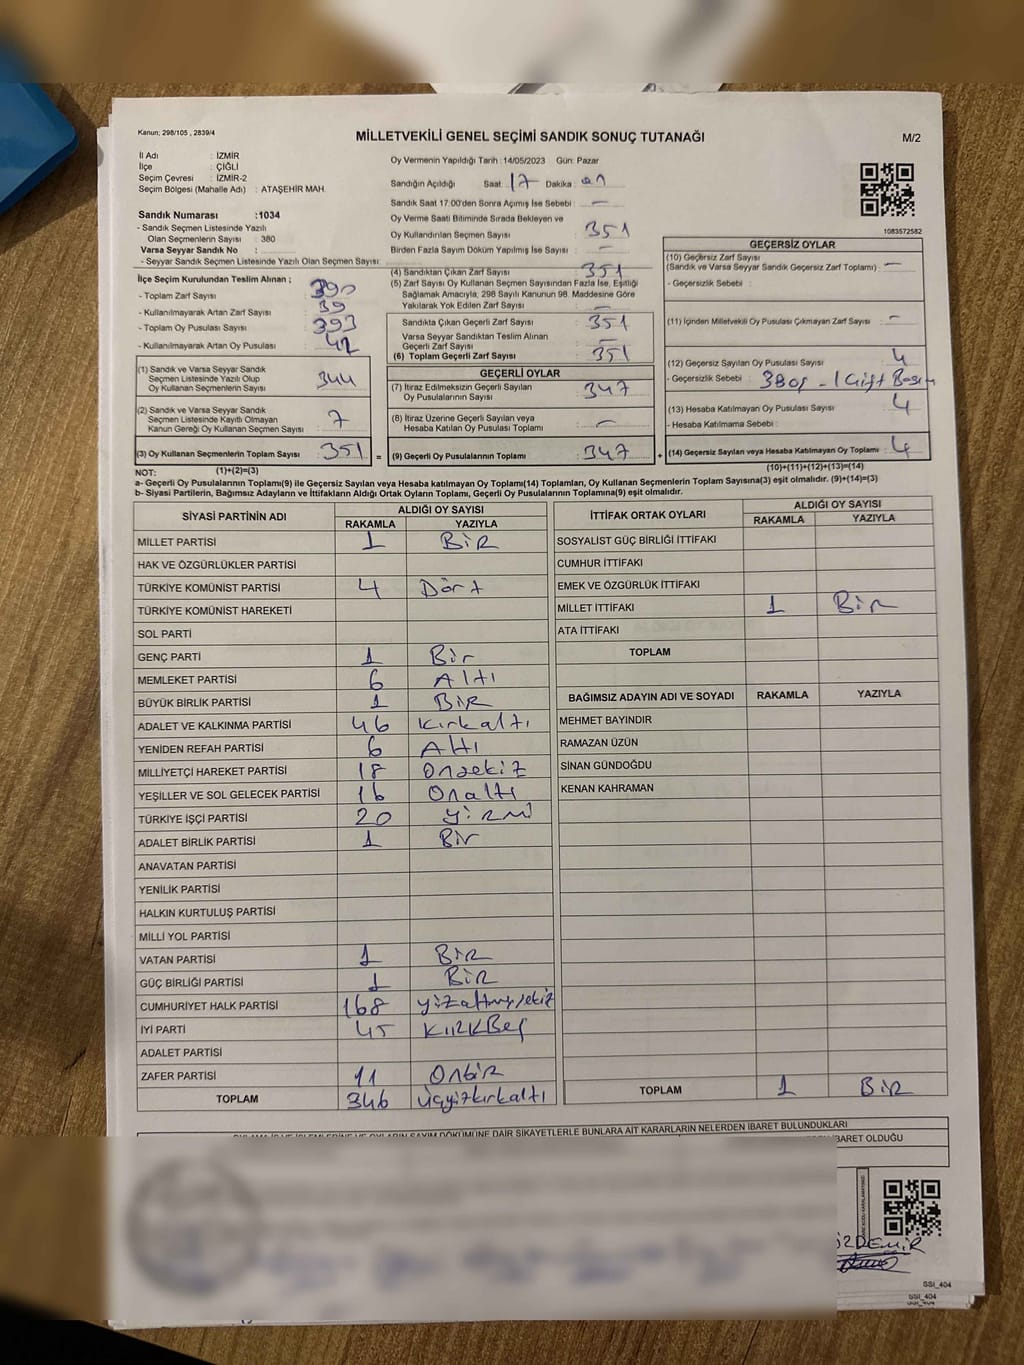 Kanun; 298/105 , 2839/4
MİLLETVEKİLİ GENEL SEÇİMİ SANDIK SONUÇ TUTANAĞI
M/2
İl Adı : İZMİR
İlçe : ÇİĞLİ
Seçim Çevresi : İZMİR-2
Seçim Bölgesi (Mahalle Adı) : ATAŞEHİR MAH.
Sandık Numarası :1034
- Sandık Seçmen Listesinde Yazılı
Olan Seçmenlerin Sayısı : 380
Varsa Seyyar Sandık No :
- Seyyar Sandık Seçmen Listesinde Yazılı Olan Seçmen Sayısı:
Oy Vermenin Yapıldığı Tarih : 14/05/2023 Gün: Pazar
Sandığın Açıldığı Saat: 17 Dakika:
Sandık Saat 17:00'den Sonra Açımış İse Sebebi : —
Oy Verme Saati Bitiminde Sırada Bekleyen ve
Oy Kullandırılan Seçmen Sayısı : 351
Birden Fazla Sayım Döküm Yapılmış İse Sayısı : —
1083572582
İlçe Seçim Kurulundan Teslim Alınan ;
- Toplam Zarf Sayısı : 390
- Kullanılmayarak Artan Zarf Sayısı : 39
- Toplam Oy Pusulası Sayısı : 393
- Kullanılmayarak Artan Oy Pusulası : 42
(1) Sandık ve Varsa Seyyar Sandık
Seçmen Listesinde Yazılı Olup
Oy Kullanan Seçmenlerin Sayısı : 344
(2) Sandık ve Varsa Seyyar Sandık
Seçmen Listesinde Kayıtlı Olmayan
Kanun Gereği Oy Kullanan Seçmen Sayısı : 7
(3) Oy Kullanan Seçmenlerin Toplam Sayısı : 351 =
(4) Sandıktan Çıkan Zarf Sayısı : 351
(5) Zarf Sayısı Oy Kullanan Seçmen Sayısından Fazla İse, Eşitliği
Sağlamak Amacıyla, 298 Sayılı Kanunun 98. Maddesine Göre
Yakılarak Yok Edilen Zarf Sayısı : —
Sandıkta Çıkan Geçerli Zarf Sayısı : 351
Varsa Seyyar Sandıktan Teslim Alınan
Geçerli Zarf Sayısı : —
(6) Toplam Geçerli Zarf Sayısı : 351
GEÇERLİ OYLAR
(7) İtiraz Edilmeksizin Geçerli Sayılan
Oy Pusulalarının Sayısı : 347
(8) İtiraz Üzerine Geçerli Sayılan veya
Hesaba Katılan Oy Pusulası Toplamı : —
(9) Geçerli Oy Pusulalarının Toplamı : 347 +
GEÇERSİZ OYLAR
(10) Geçersiz Zarf Sayısı
(Sandık ve Varsa Seyyar Sandık Geçersiz Zarf Toplamı) : —
- Geçersizlik Sebebi :
(11) İçinden Milletvekili Oy Pusulası Çıkmayan Zarf Sayısı : —
(12) Geçersiz Sayılan Oy Pusulası Sayısı : 4
- Geçersizlik Sebebi : - 1 Çift Basım
(13) Hesaba Katılmayan Oy Pusulası Sayısı : 4
- Hesaba Katılmama Sebebi :
(14) Geçersiz Sayılan veya Hesaba Katılmayan Oy Toplamı : 4
NOT: (1)+(2)=(3)
(10)+(11)+(12)+(13)=(14)
a- Geçerli Oy Pusulalarının Toplamı(9) ile Geçersiz Sayılan veya Hesaba katılmayan Oy Toplamı(14) Toplamları, Oy Kullanan Seçmenlerin Toplam Sayısına(3) eşit olmalıdır. (9)+(14)=(3)
b- Siyasi Partilerin, Bağımsız Adayların ve İttifakların Aldığı Ortak Oyların Toplamı, Geçerli Oy Pusulalarının Toplamına(9) eşit olmalıdır.
SİYASİ PARTİNİN ADI ALDIĞI OY SAYISI
RAKAMLA YAZIYLA
MİLLET PARTİSİ 1 BİR
HAK VE ÖZGÜRLÜKLER PARTİSİ
TÜRKİYE KOMÜNİST PARTİSİ 4 Dört
TÜRKİYE KOMÜNİST HAREKETİ
SOL PARTİ
GENÇ PARTİ 1 Bir
MEMLEKET PARTİSİ 6 Altı
BÜYÜK BİRLİK PARTİSİ 1 BİR
ADALET VE KALKINMA PARTİSİ 46 kırkaltı
YENİDEN REFAH PARTİSİ 6 Altı
MİLLİYETÇİ HAREKET PARTİSİ 18 Onsekiz
YEŞİLLER VE SOL GELECEK PARTİSİ 16 Onaltı
TÜRKİYE İŞÇİ PARTİSİ 20 yirmi
ADALET BİRLİK PARTİSİ 1 Bir
ANAVATAN PARTİSİ
YENİLİK PARTİSİ
HALKIN KURTULUŞ PARTİSİ
MİLLİ YOL PARTİSİ
VATAN PARTİSİ 1 BİR
GÜÇ BİRLİĞİ PARTİSİ 1 BİR
CUMHURİYET HALK PARTİSİ 168 yüzaltmışsekiz
İYİ PARTİ 45 KırkBeş
ADALET PARTİSİ
ZAFER PARTİSİ 11 OnBİR
TOPLAM 346 üçyüzkırkaltı
İTTİFAK ORTAK OYLARI ALDIĞI OY SAYISI
RAKAMLA YAZIYLA
SOSYALİST GÜÇ BİRLİĞİ İTTİFAKI
CUMHUR İTTİFAKI
EMEK VE ÖZGÜRLÜK İTTİFAKI
MİLLET İTTİFAKI 1 Bir
ATA İTTİFAKI
TOPLAM
BAĞIMSIZ ADAYIN ADI VE SOYADI RAKAMLA YAZIYLA
MEHMET BAYINDIR
RAMAZAN ÜZÜN
SİNAN GÜNDOĞDU
KENAN KAHRAMAN
TOPLAM 1 BİR
DÖKÜMÜNE DAİR ŞİKAYETLERLE BUNLARA AİT KARARLARIN NELERDEN İBARET BULUNDUKLARI
İBARET OLDUĞU
SSI_404
SSI_404